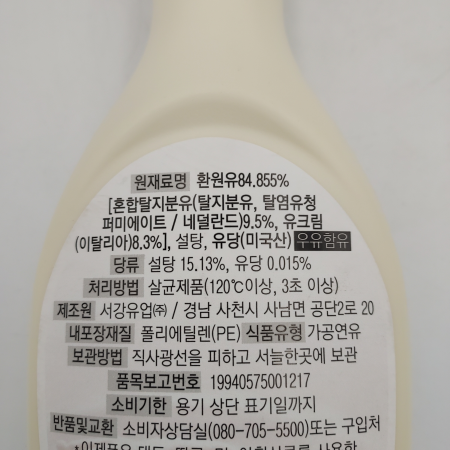 원재료명 환원유84.855%
[혼합탈지분유(탈지분유, 탈염유청
퍼미에이트 / 네덜란드)9.5%, 유크림
(이탈리아)8.3%], 설탕, 유당(미국산) 우유함유
당류 설탕 15.13%, 유당 0.015%
처리방법 살균제품(120℃이상, 3초 이상)
제조원 서강유업㈜ / 경남 사천시 사남면 공단2로 20
내포장재질 폴리에틸렌(PE) 식품유형 가공연유
보관방법 직사광선을 피하고 서늘한곳에 보관
품목보고번호 19940575001217
소비기한 용기 상단 표기일까지
반품및교환 소비자상담실(080-705-5500)또는 구입처